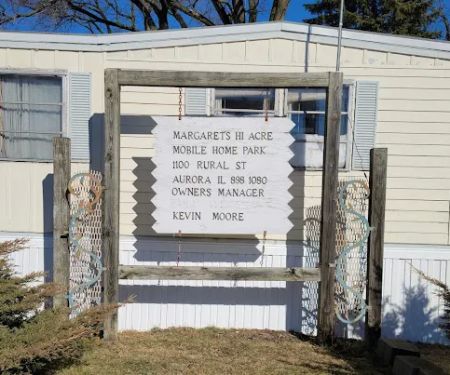 MARGARETS HI ACRE
MOBILE HOME PARK
1100 RURAL ST
AURORA IL 898 1080
OWNERS MANAGER
KEVIN MOORE